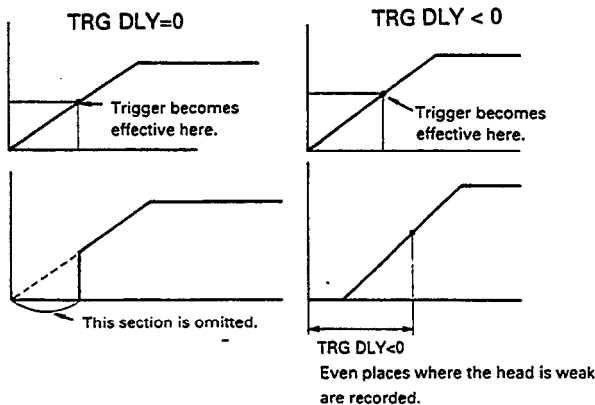 TRG DLY=0
Trigger becomes
effective here.
This section is omitted.
TRG DLY < 0
Trigger becomes
effective here.
TRG DLY<0
Even places where the head is weak
are recorded.